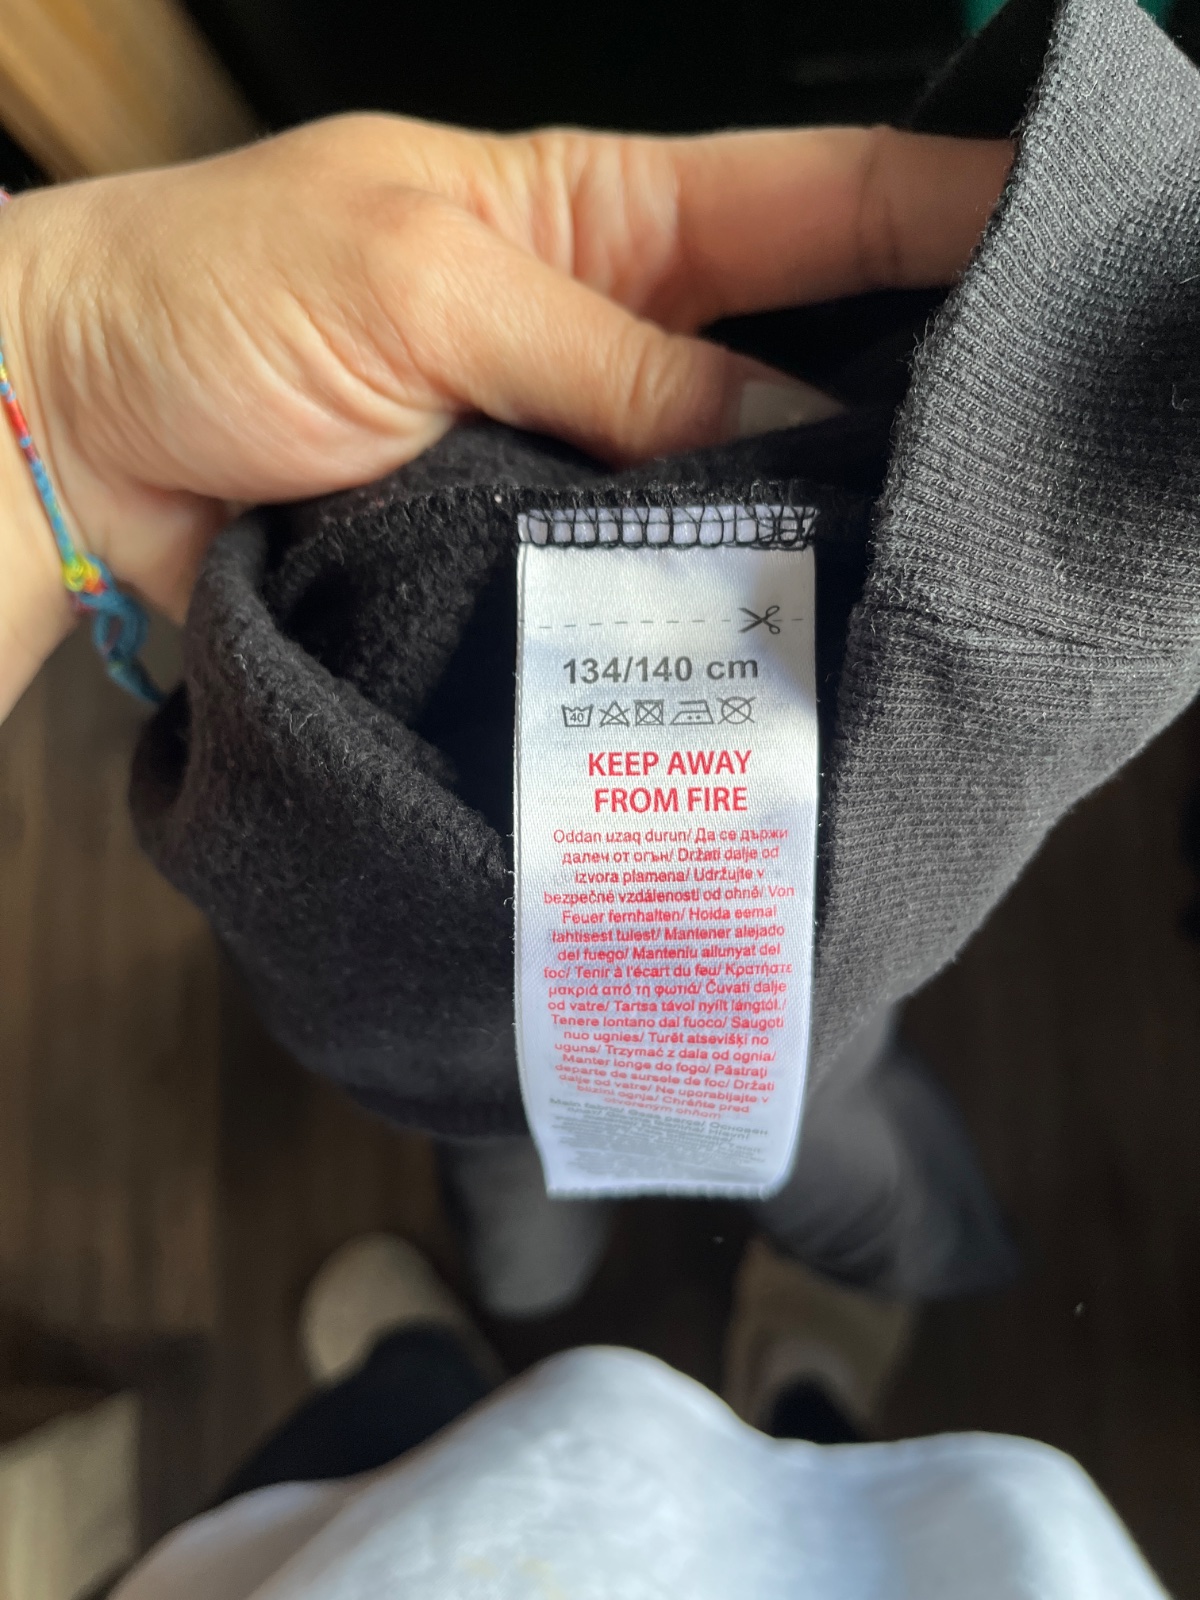 134/140 cm
40
KEEP AWAY
FROM FIRE
Oddan uzaq durun/ Да се държи
далеч от огън/ Držati dalje od
izvora plamena/ Udržujte v
bezpečné vzdálenosti od ohně/ Von
Feuer fernhalten/ Hoida eemal
lahtisest tulest/ Mantener alejado
del fuego/ Manteniu allunyat del
foc/ Tenir à l'écart du feu/ Κρατήστε
μακριά από τη φωτιά/ Čuvati dalje
od vatre/ Tartsa távol nyílt lángtól./
Tenere lontano dal fuoco/ Saugoti
nuo ugnies/ Turēt atsevišķi no
uguns/ Trzymać z dala od ognia/
Manter longe do fogo/ Păstrați
departe de sursele de foc/ Držati
dalje od vatre/ Ne uporabljajte v
bližini ognja/ Chráňte pred
otvoreným ohňom
Main fabric/ Основен